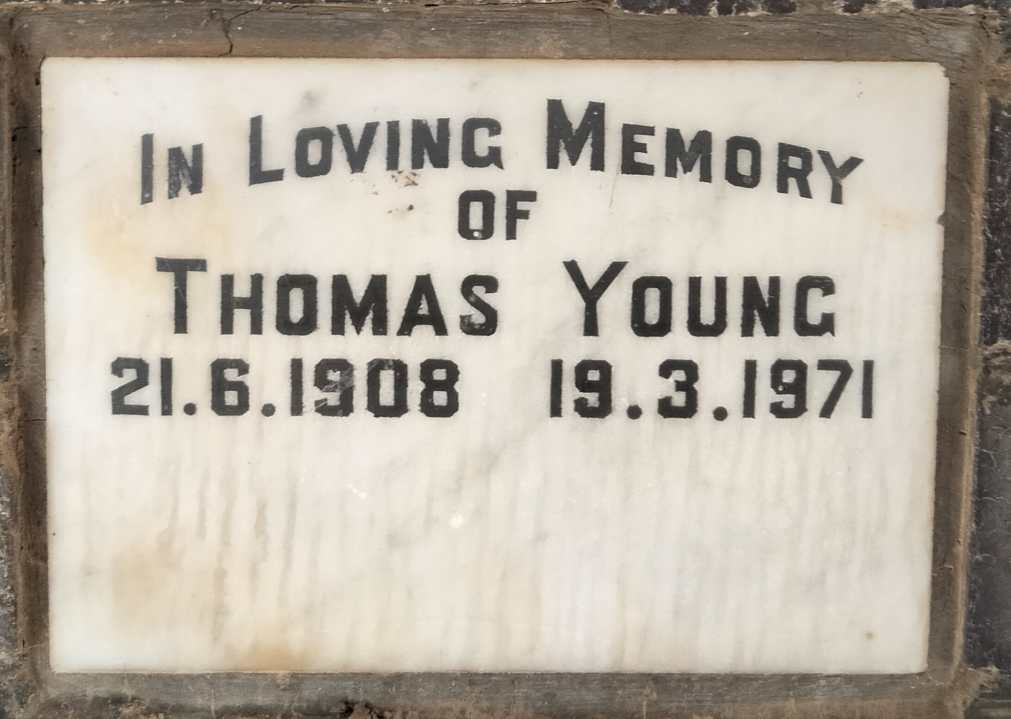 In Loving Memory
of
Thomas Young
21.6.1908 19.3.1971